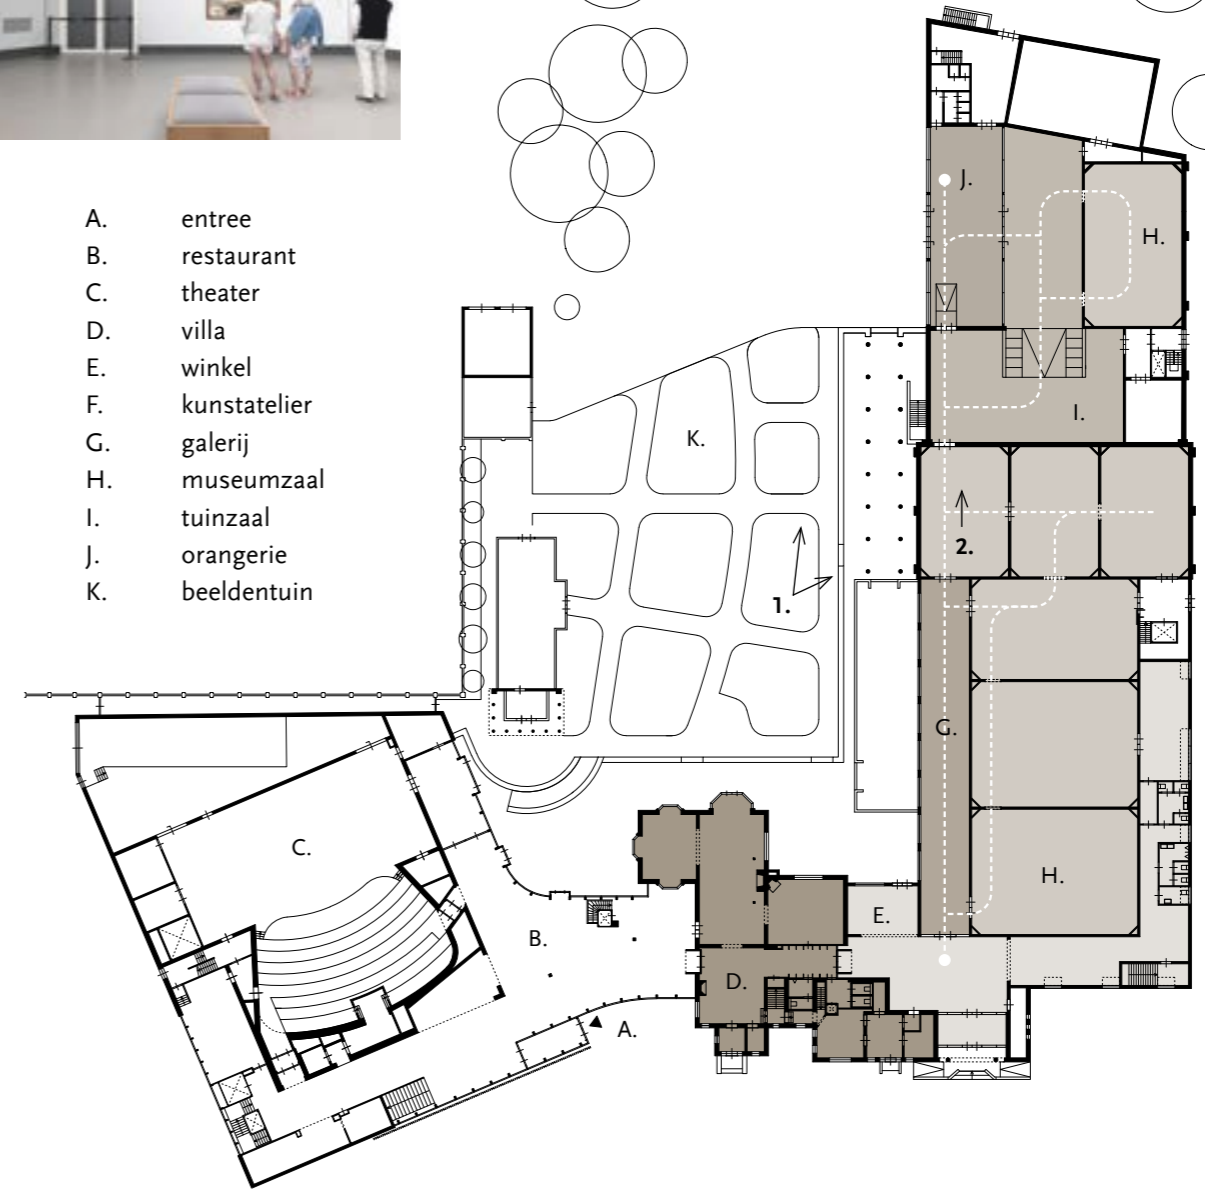 A. entree
B. restaurant
C. theater
D. villa
E. winkel
F. kunstatelier
G. galerij
H. museumzaal
I. tuinzaal
J. orangerie
K. beeldentuin
J.
H.
I.
K.
2.
1.
G.
C.
H.
E.
B.
D.
A.